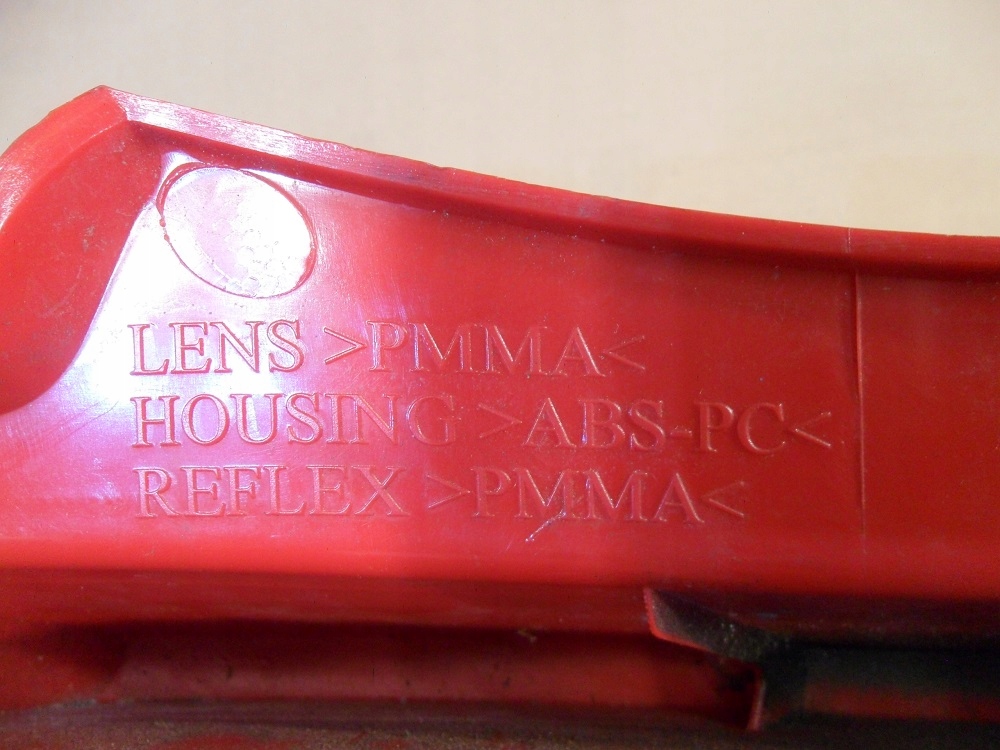 LENS >PMMA<
HOUSING >ABS-PC<
REFLEX >PMMA<